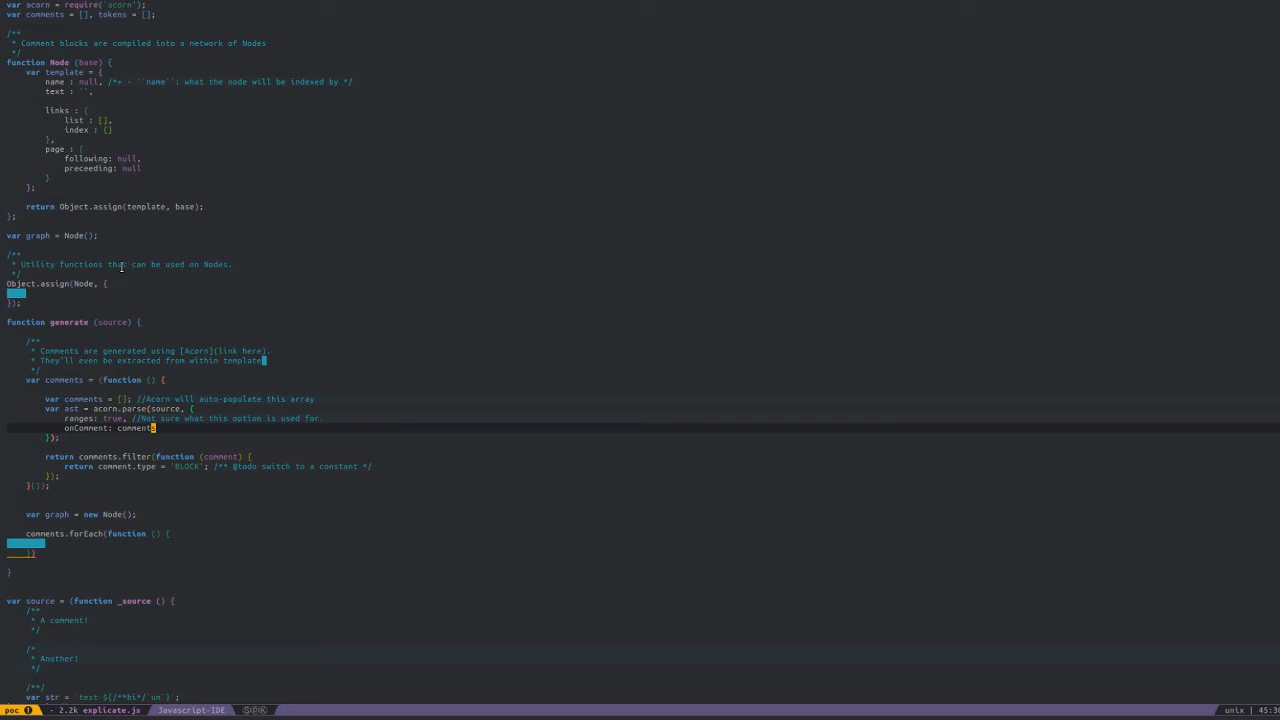 var acorn = require('acorn');
var comments = [], tokens = [];
/**
* Comment blocks are compiled into a network of Nodes
*/
function Node (base) {
var template = {
name : null, /*+ - ``name``: what the node will be indexed by */
text : ``,
links : {
list : [],
index : {}
},
page : {
following: null,
preceeding: null
}
};
return Object.assign(template, base);
};
var graph = Node();
/**
* Utility functions that can be used on Nodes.
*/
Object.assign(Node, {
});
function generate (source) {
/**
* Comments are generated using [Acorn](link here).
* They'll even be extracted from within template
*/
var comments = (function () {
var comments = []; //Acorn will auto-populate this array
var ast = acorn.parse(source, {
ranges: true, //Not sure what this option is used for.
onComment: comments
});
return comments.filter(function (comment) {
return comment.type = 'BLOCK'; /** @todo switch to a constant */
});
}());
var graph = new Node();
comments.forEach(function () {
})
}
var source = (function _source () {
/**
* A comment!
*/
/*
* Another!
*/
/**/
var str = `test ${/**hi*/`um`}`;
poc 1 - 2.2k explicate.js Javascript-IDE ⓢⓟⓚ unix | 45:3